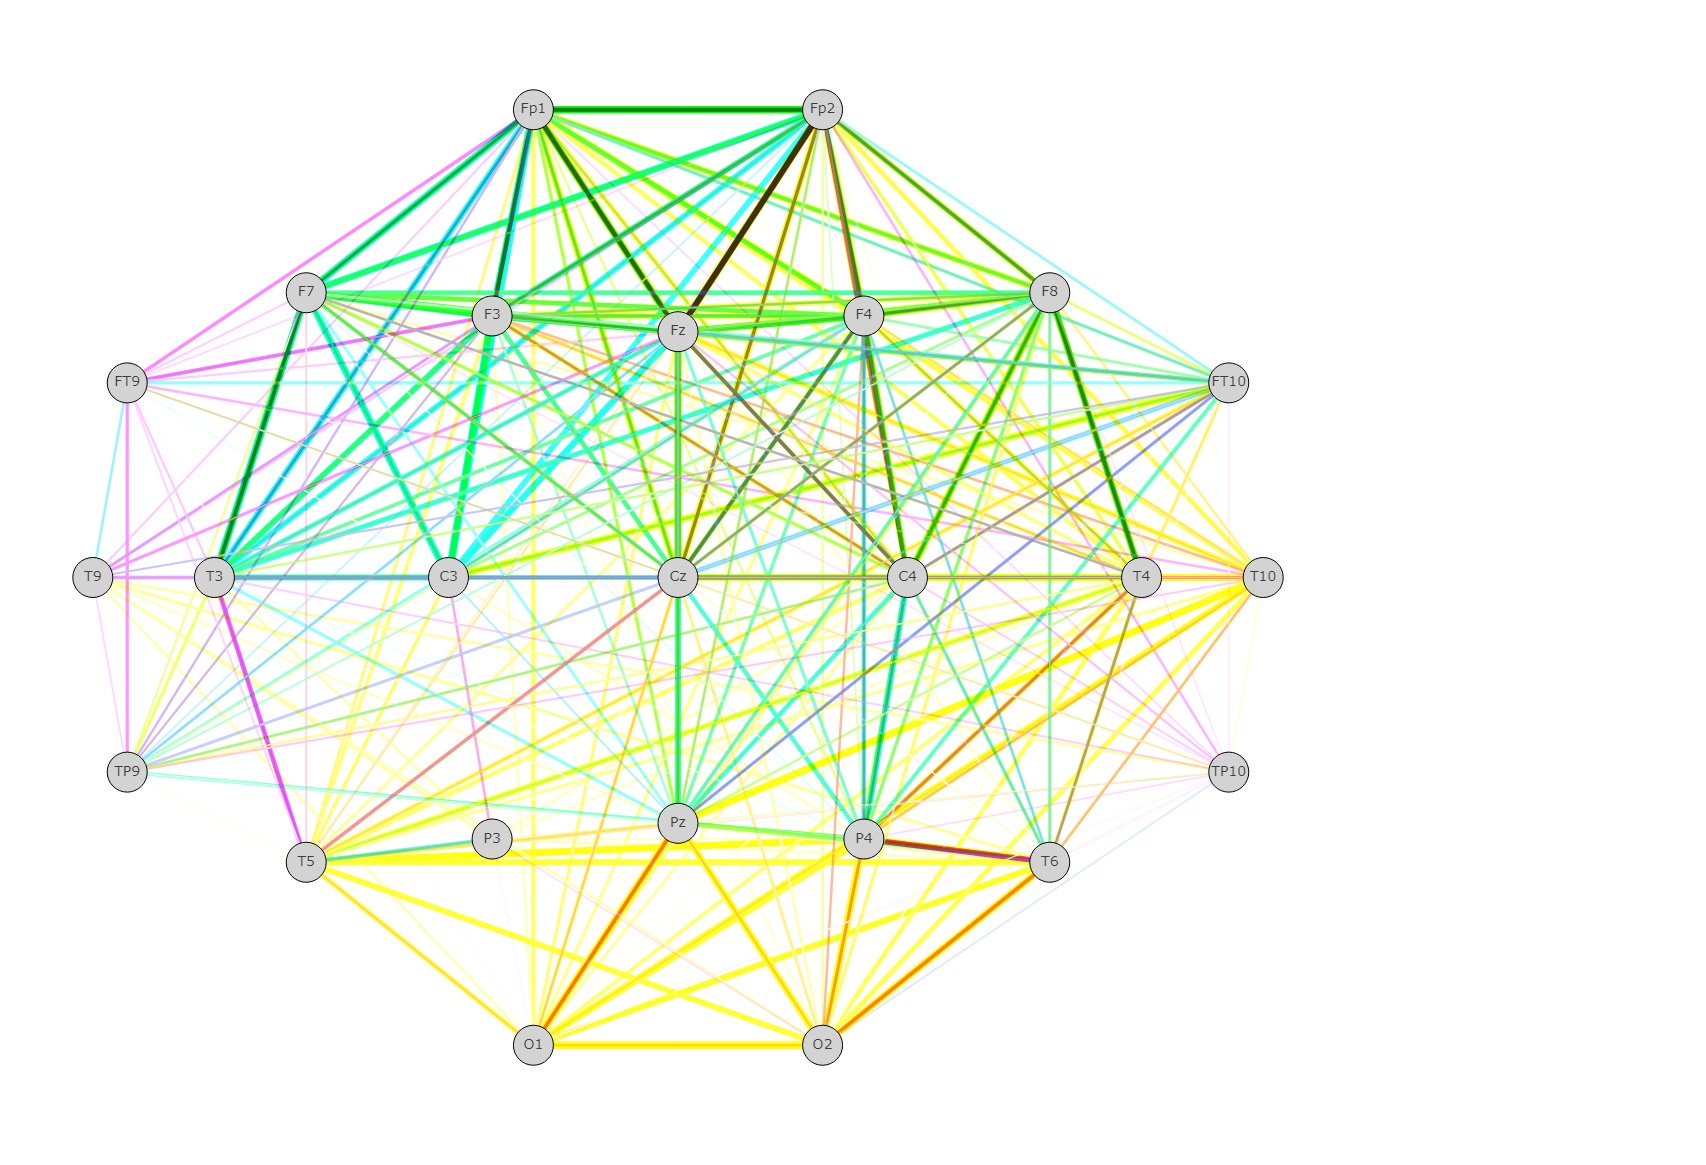 Fp1 Fp2
F7 F3 Fz F4 F8
FT9 FT10
T9 T3 C3 Cz C4 T4 T10
TP9 TP10
T5 P3 Pz P4 T6
O1 O2